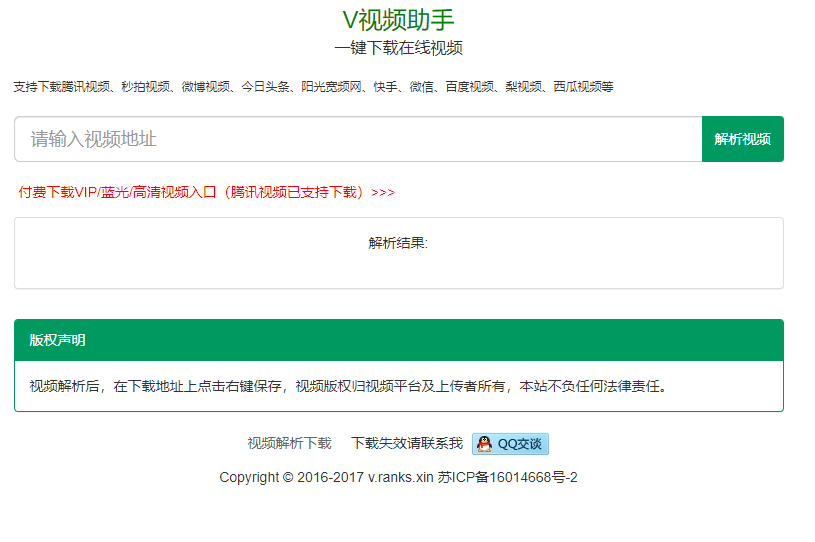 V视频助手
一键下载在线视频
支持下载腾讯视频、秒拍视频、微博视频、今日头条、阳光宽频网、快手、微信、百度视频、梨视频、西瓜视频等
请输入视频地址 解析视频
付费下载VIP/蓝光/高清视频入口（腾讯视频已支持下载）>>>
解析结果:
版权声明
视频解析后，在下载地址上点击右键保存，视频版权归视频平台及上传者所有，本站不负任何法律责任。
视频解析下载 下载失效请联系我 QQ交谈
Copyright © 2016-2017 v.ranks.xin 苏ICP备16014668号-2